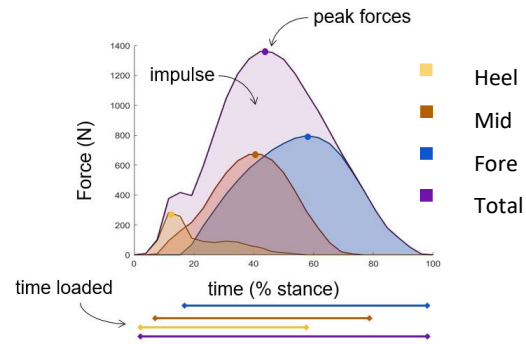 peak forces
impulse
1400
1200
1000
800
600
400
200
0
Force (N)
0 20 40 60 80 100
time (% stance)
time loaded
Heel
Mid
Fore
Total